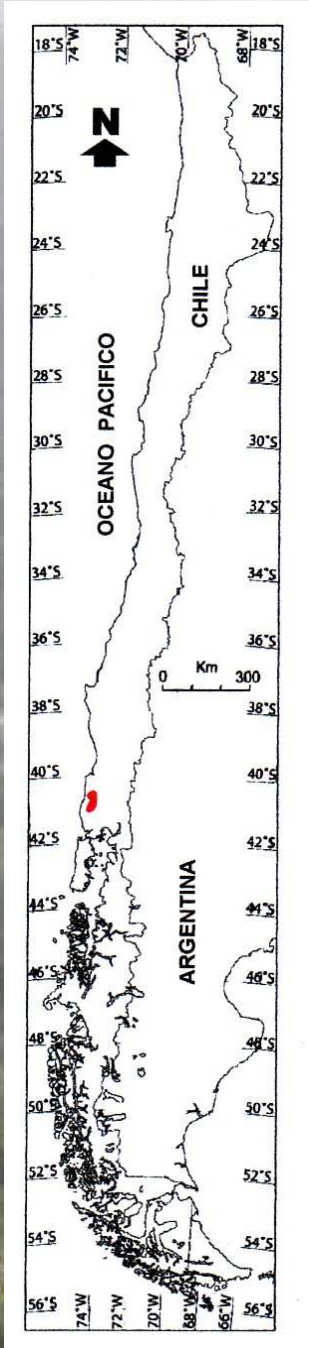 74°W 72°W 70°W 68°W
18°S 18°S
20°S 20°S
N
22°S 22°S
24°S 24°S
CHILE
26°S 26°S
OCEANO PACIFICO
28°S 28°S
30°S 30°S
32°S 32°S
34°S 34°S
36°S 36°S
Km
0 300
38°S 38°S
40°S 40°S
42°S 42°S
ARGENTINA
44°S 44°S
46°S 46°S
48°S 48°S
50°S 50°S
52°S 52°S
54°S 54°S
56°S 56°S
74°W 72°W 70°W 68°W 66°W